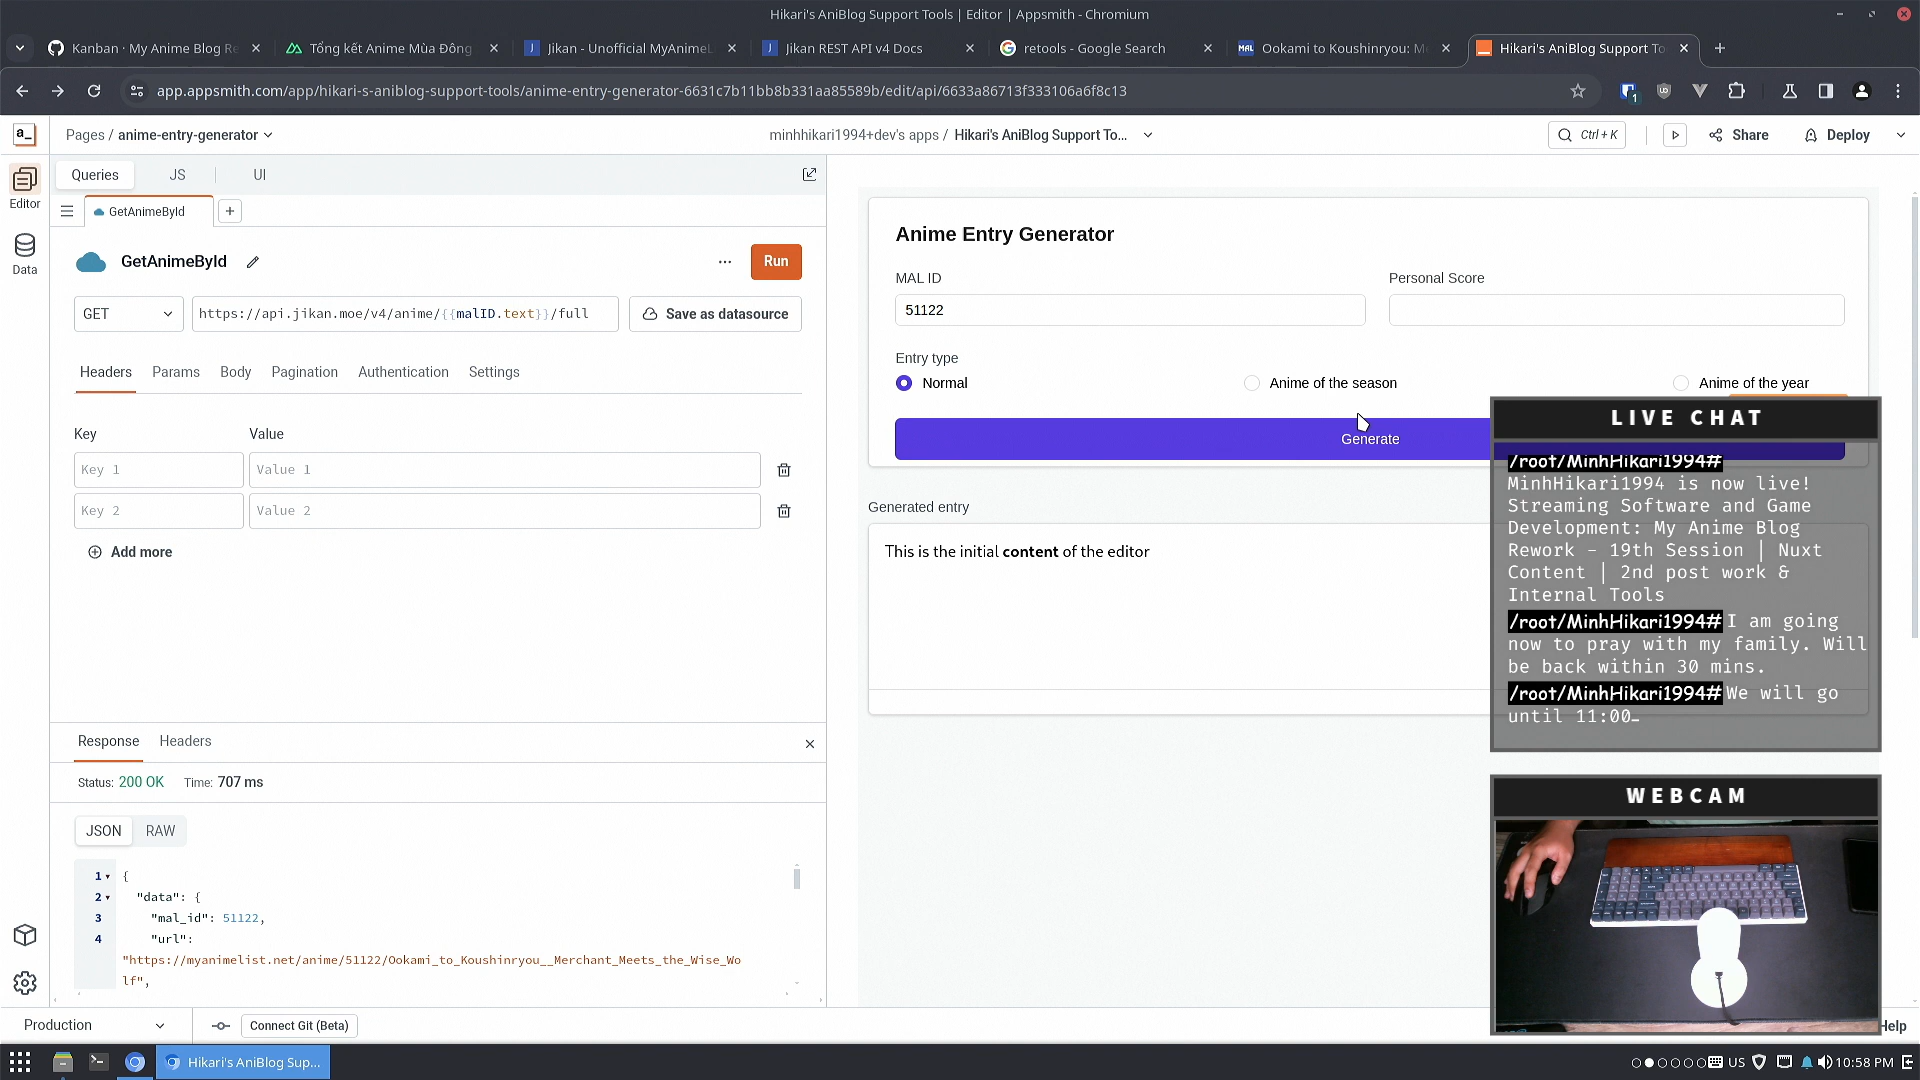 Hikari's AniBlog Support Tools | Editor | Appsmith - Chromium
Kanban · My Anime Blog Re
Tổng kết Anime Mùa Đông
Jikan - Unofficial MyAnimeL
Jikan REST API v4 Docs
retools - Google Search
Ookami to Koushinryou: M
Hikari's AniBlog Support To
app.appsmith.com/app/hikari-s-aniblog-support-tools/anime-entry-generator-6631c7b11bb8b331aa85589b/edit/api/6633a86713f333106a6f8c13
a_
Pages / anime-entry-generator
minhhikari1994+dev's apps / Hikari's AniBlog Support To...
Ctrl + K
Share
Deploy
Editor
Data
Queries
JS
UI
GetAnimeById
GetAnimeById
Run
GET
https://api.jikan.moe/v4/anime/{{malID.text}}/full
Save as datasource
Headers
Params
Body
Pagination
Authentication
Settings
Key
Value
Key 1
Value 1
Key 2
Value 2
Add more
Response
Headers
Status: 200 OK Time: 707 ms
JSON
RAW
1 {
2 "data": {
3 "mal_id": 51122,
4 "url":
"https://myanimelist.net/anime/51122/Ookami_to_Koushinryou__Merchant_Meets_the_Wise_Wo
lf",
Anime Entry Generator
MAL ID
Personal Score
51122
Entry type
Normal
Anime of the season
Anime of the year
Generate
Generated entry
This is the initial content of the editor
LIVE CHAT
/root/MinhHikari1994#
MinhHikari1994 is now live!
Streaming Software and Game
Development: My Anime Blog
Rework - 19th Session | Nuxt
Content | 2nd post work &
Internal Tools
/root/MinhHikari1994# I am going
now to pray with my family. Will
be back within 30 mins.
/root/MinhHikari1994# We will go
until 11:00_
WEBCAM
Production
Connect Git (Beta)
Help
Hikari's AniBlog Sup...
US
10:58 PM